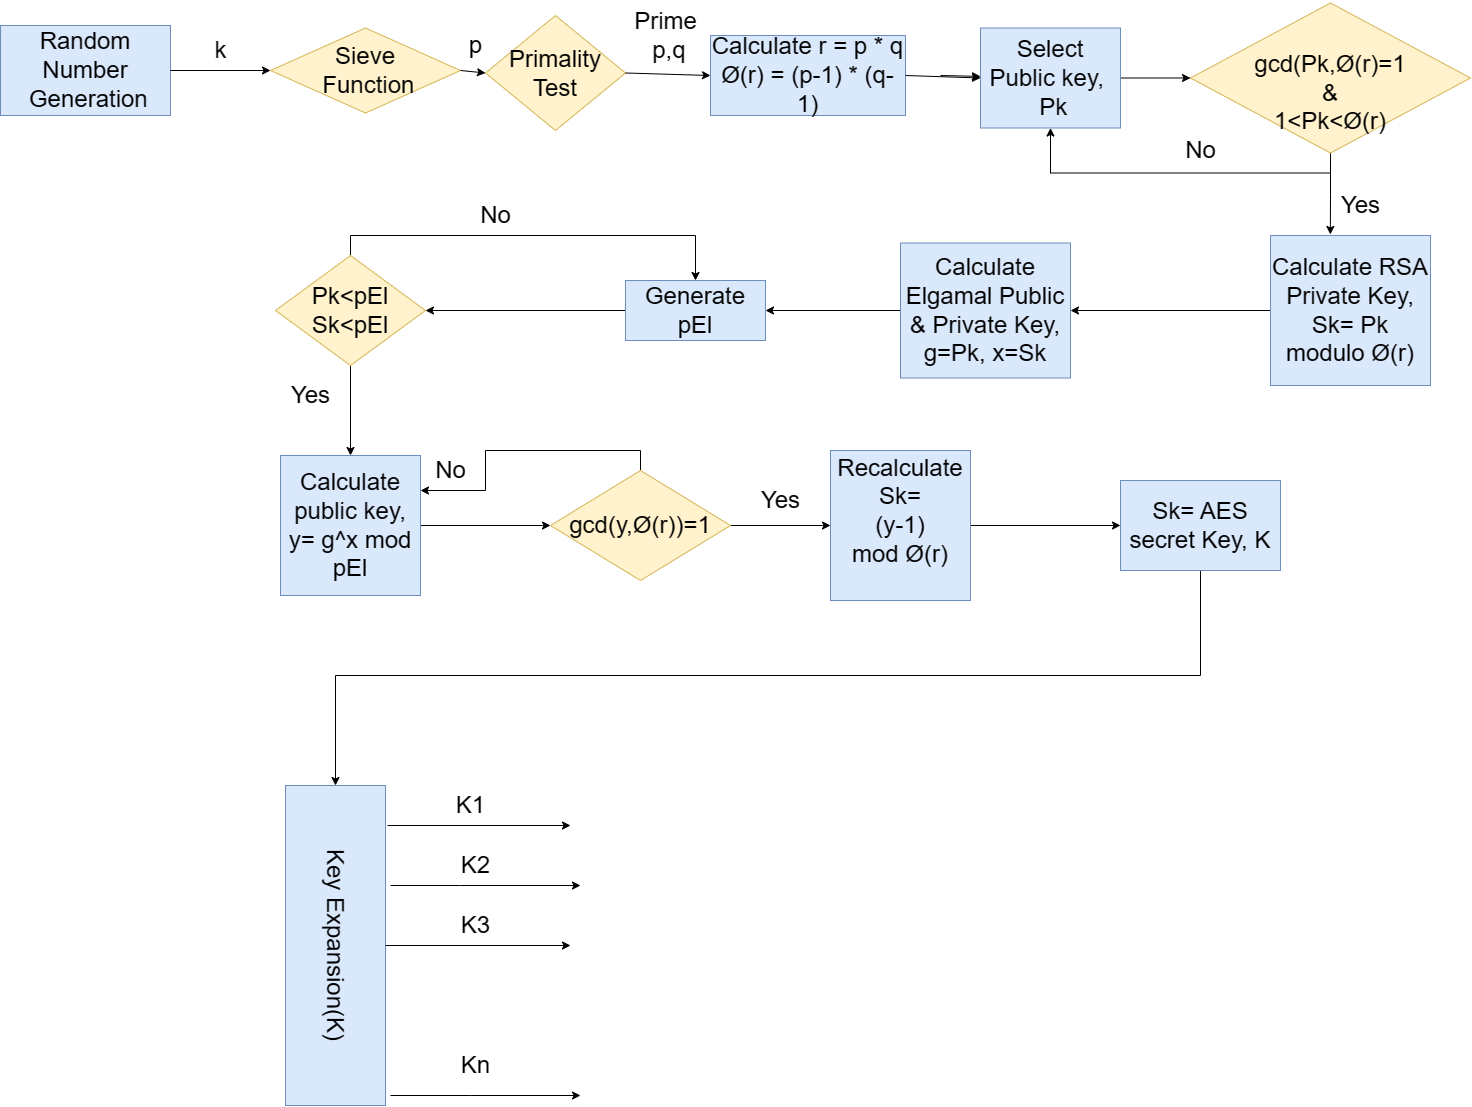 Random
Number
Generation
k
Sieve
Function
p
Primality
Test
Prime
p,q
Calculate r = p * q
Ø(r) = (p-1) * (q-
1)
Select
Public key,
Pk
gcd(Pk,Ø(r)=1
&
1<Pk<Ø(r)
No
Yes
Calculate RSA
Private Key,
Sk= Pk
modulo Ø(r)
Calculate
Elgamal Public
& Private Key,
g=Pk, x=Sk
Generate
pEl
No
Pk<pEl
Sk<pEl
Yes
Calculate
public key,
y= g^x mod
pEl
No
gcd(y,Ø(r))=1
Yes
Recalculate
Sk=
(y-1)
mod Ø(r)
Sk= AES
secret Key, K
Key Expansion(K)
K1
K2
K3
Kn